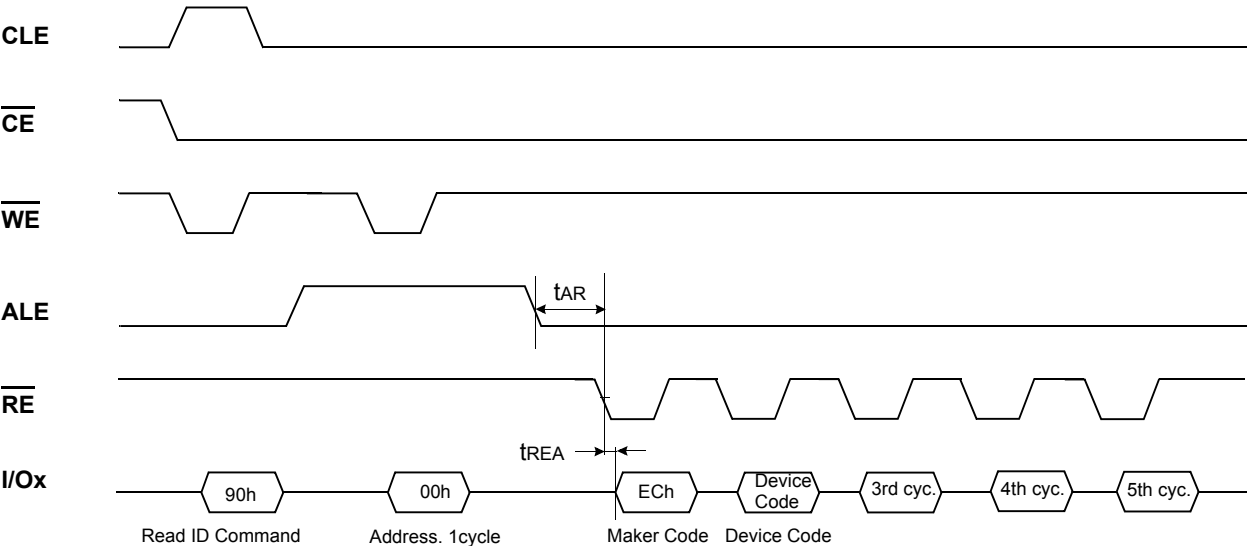 CLE
CE
WE
ALE
tAR
RE
tREA
I/Ox
90h
00h
ECh
Device
Code
3rd cyc.
4th cyc.
5th cyc.
Read ID Command
Address. 1cycle
Maker Code
Device Code